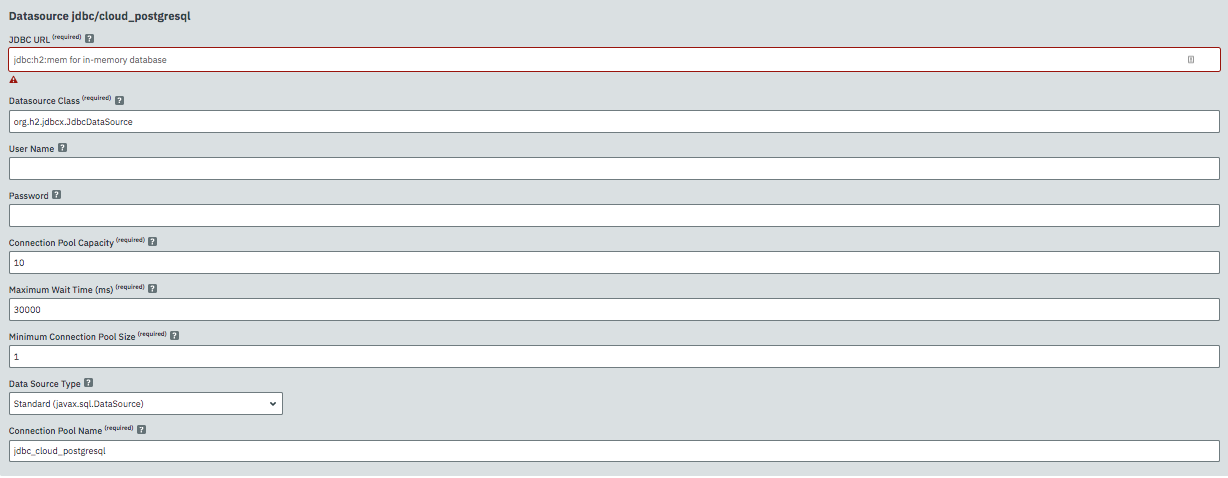 Datasource jdbc/cloud_postgresql
JDBC URL (required) ?
jdbc:h2:mem for in-memory database
Datasource Class (required) ?
org.h2.jdbcx.JdbcDataSource
User Name ?
Password ?
Connection Pool Capacity (required) ?
10
Maximum Wait Time (ms) (required) ?
30000
Minimum Connection Pool Size (required) ?
1
Data Source Type ?
Standard (javax.sql.DataSource)
Connection Pool Name (required) ?
jdbc_cloud_postgresql